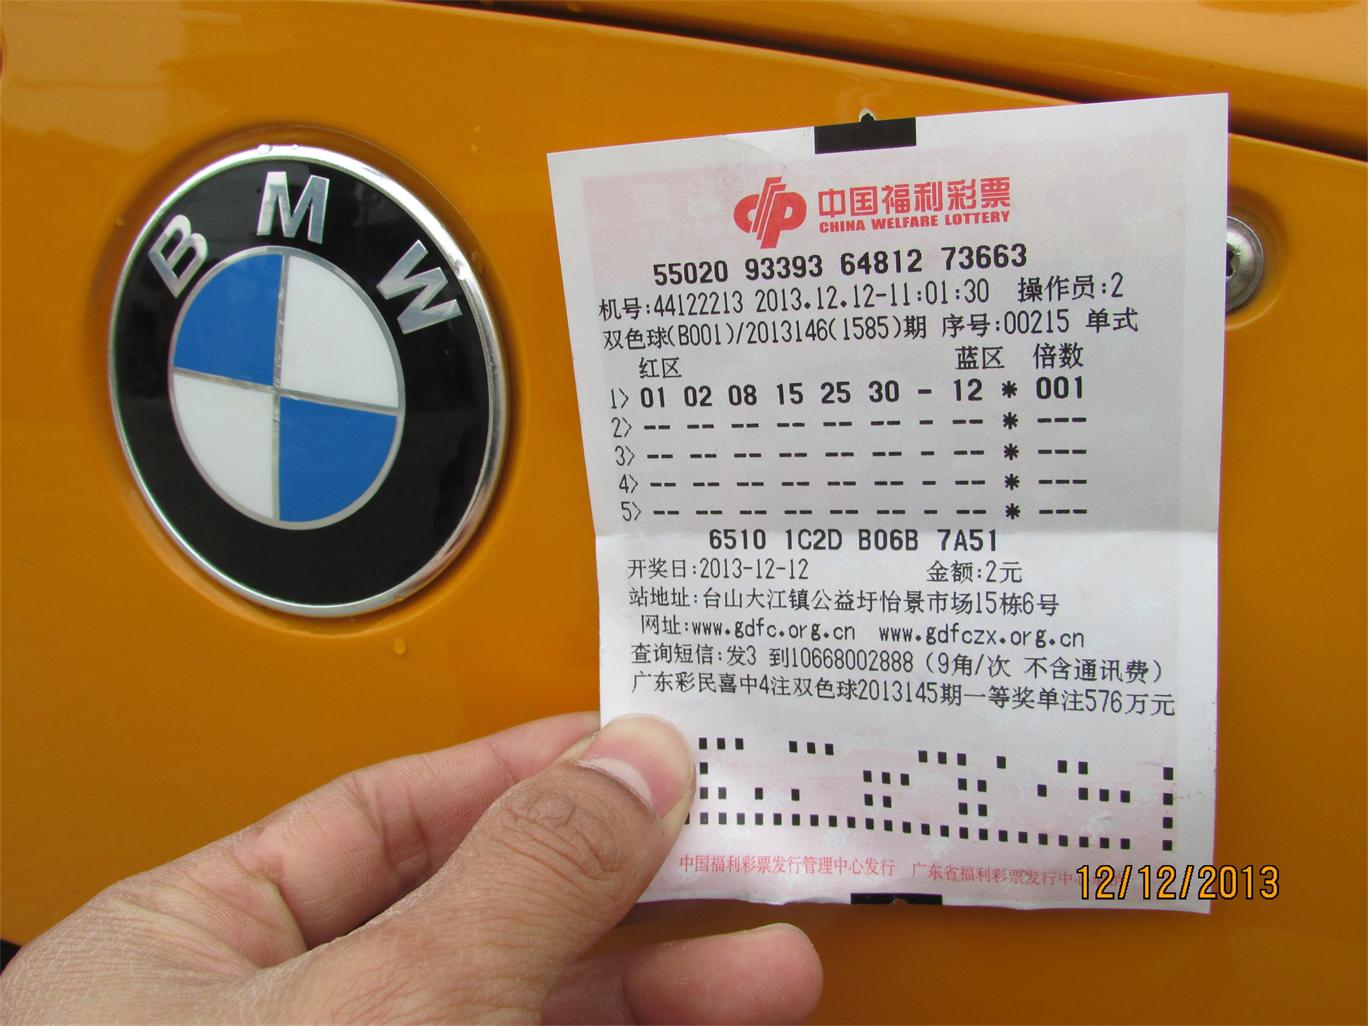 BMW
中国福利彩票
CHINA WELFARE LOTTERY
55020 93393 64812 73663
机号:44122213 2013.12.12-11:01:30 操作员:2
双色球(B001)/2013146(1585)期 序号:00215 单式
红区 蓝区 倍数
1> 01 02 08 15 25 30 - 12 * 001
2> -- -- -- -- -- -- - -- * ---
3> -- -- -- -- -- -- - -- * ---
4> -- -- -- -- -- -- - -- * ---
5> -- -- -- -- -- -- - -- * ---
6510 1C2D B06B 7A51
开奖日:2013-12-12 金额:2元
站地址:台山大江镇公益圩怡景市场15栋6号
网址:www.gdfc.org.cn www.gdfczx.org.cn
查询短信:发3 到10668002888（9角/次 不含通讯费）
广东彩民喜中4注双色球2013145期一等奖单注576万元
中国福利彩票发行管理中心发行 广东省福利彩票发行中
12/12/2013